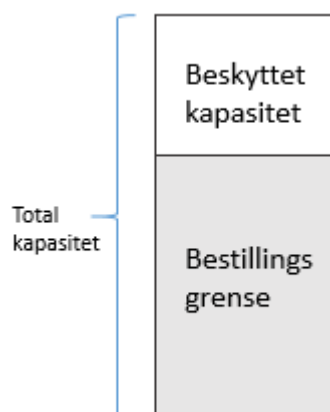 Beskyttet
kapasitet
Total
kapasitet
Bestillings
grense